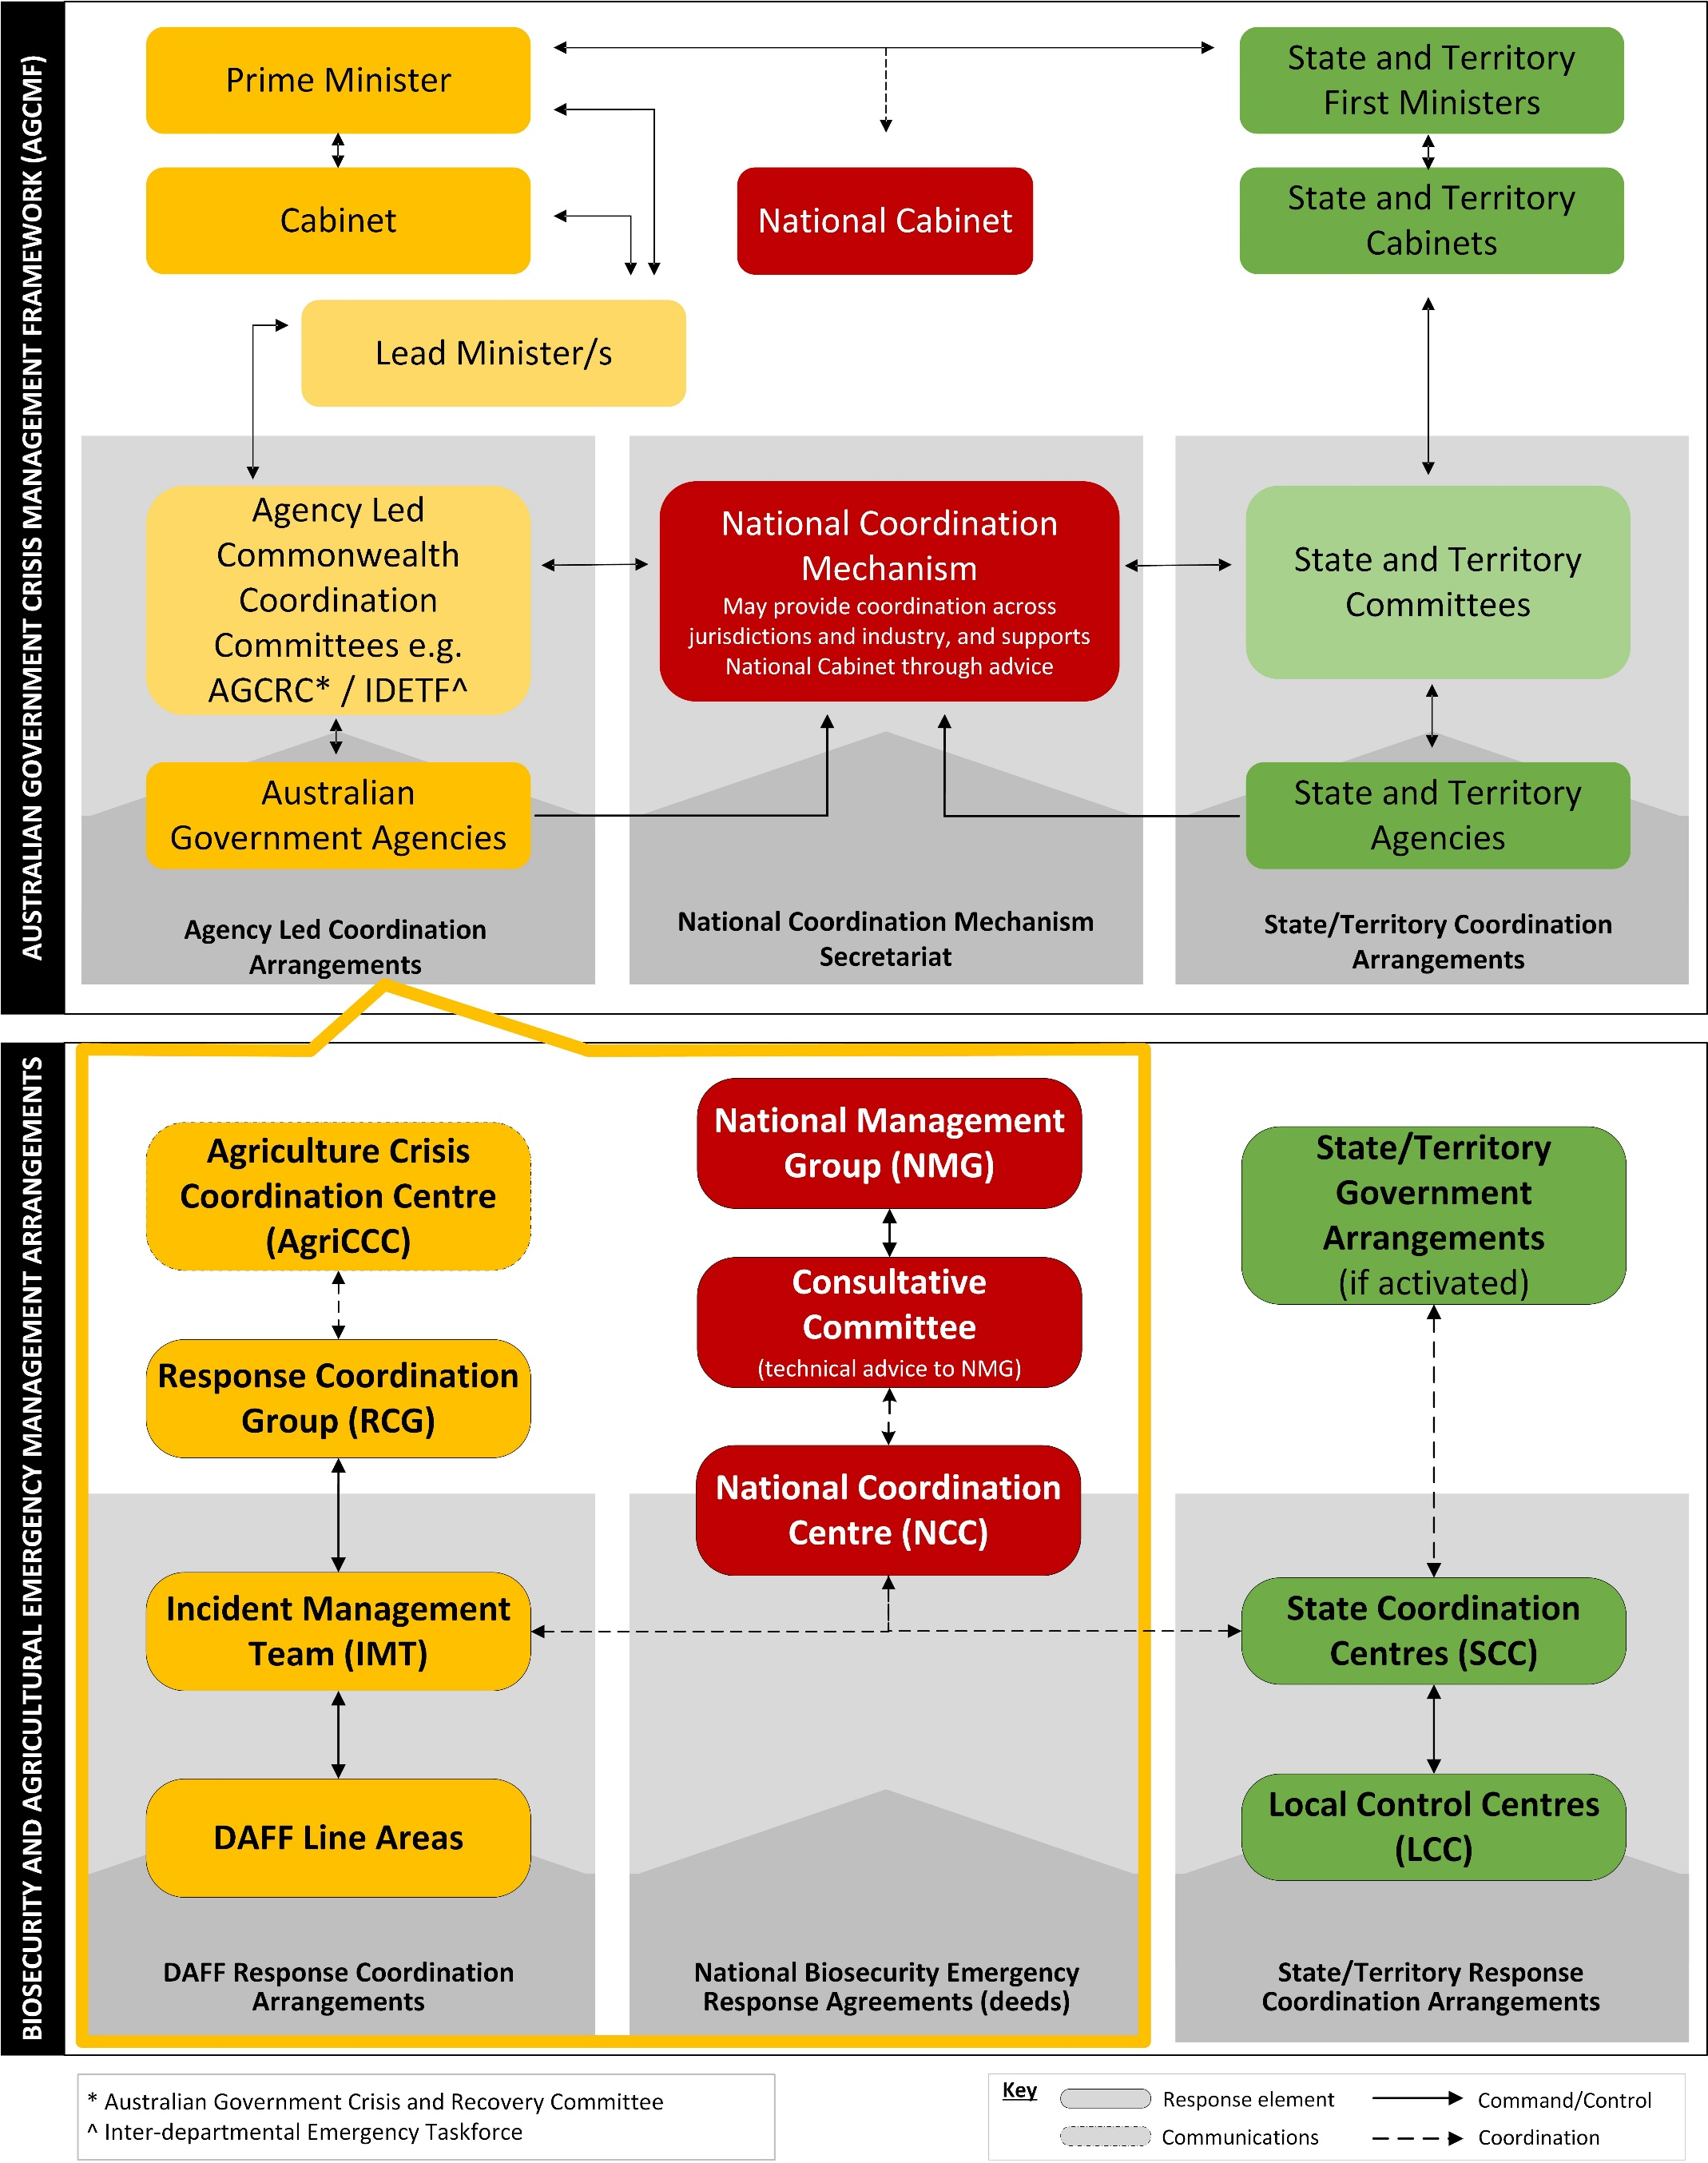 AUSTRALIAN GOVERNMENT CRISIS MANAGEMENT FRAMEWORK (AGCMF)
Prime Minister
State and Territory
First Ministers
Cabinet
National Cabinet
State and Territory
Cabinets
Lead Minister/s
Agency Led
Commonwealth
Coordination
Committees e.g.
AGCRC* / IDETF^
National Coordination
Mechanism
May provide coordination across
jurisdictions and industry, and supports
National Cabinet through advice
State and Territory
Committees
Australian
Government Agencies
State and Territory
Agencies
Agency Led Coordination
Arrangements
National Coordination Mechanism
Secretariat
State/Territory Coordination
Arrangements
BIOSECURITY AND AGRICULTURAL EMERGENCY MANAGEMENT ARRANGEMENTS
Agriculture Crisis
Coordination Centre
(AgriCCC)
National Management
Group (NMG)
State/Territory
Government
Arrangements
(if activated)
Response Coordination
Group (RCG)
Consultative
Committee
(technical advice to NMG)
National Coordination
Centre (NCC)
Incident Management
Team (IMT)
State Coordination
Centres (SCC)
DAFF Line Areas
Local Control Centres
(LCC)
DAFF Response Coordination
Arrangements
National Biosecurity Emergency
Response Agreements (deeds)
State/Territory Response
Coordination Arrangements
* Australian Government Crisis and Recovery Committee
^ Inter-departmental Emergency Taskforce
Key
Response element
Command/Control
Communications
Coordination